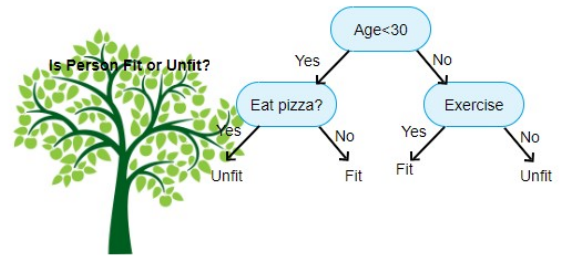 Age<30
Is Person Fit or Unfit?
Yes No
Eat pizza? Exercise
Yes No Yes No
Unfit Fit Fit Unfit